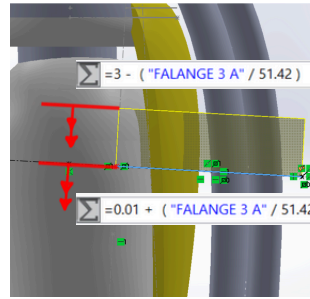 ∑ =3 - ( "FALANGE 3 A" / 51.42 )
∑ =0.01 + ( "FALANGE 3 A" / 51.42